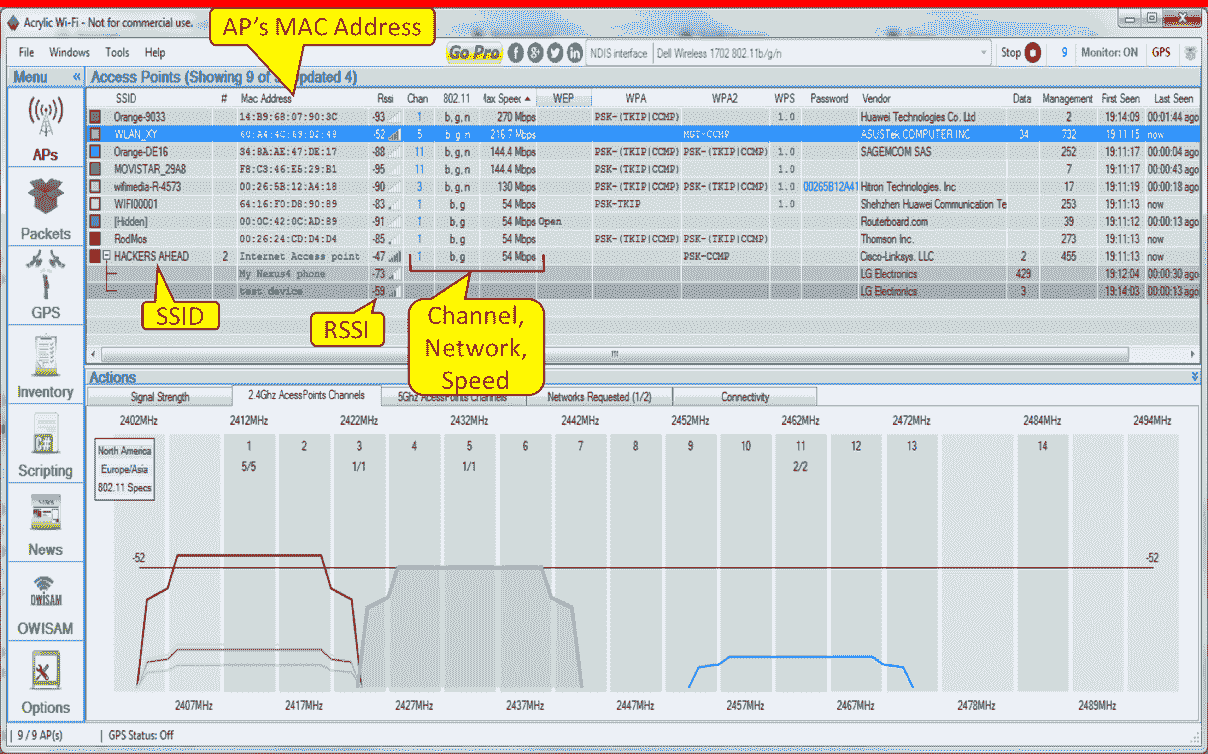 Acrylic Wi-Fi - Not for commercial use.
AP's MAC Address
File Windows Tools Help
Go Pro
NDIS interface Dell Wireless 1702 802.11b/g/n
Stop 9 Monitor: ON GPS
Menu «
Access Points (Showing 9 of pdated 4)
SSID # Mac Address Rssi Chan 802.11 Max Speed WEP WPA WPA2 WPS Password Vendor Data Management First Seen Last Seen
Orange-9033 14:B9:68:07:90:3C -93 1 b, g, n 270 Mbps PSK-(TKIP|CCMP) 1.0 Huawei Technologies Co. Ltd 2 19:14:09 00:01:44 ago
WLAN_XY -52 5 b, g, n 216.7 Mbps MGT-CCMP ASUSTek COMPUTER INC 34 732 19:11:15 now
Orange-DE16 34:8A:AE:47:DE:17 -88 11 b, g, n 144.4 Mbps PSK-(TKIP|CCMP) PSK-(TKIP|CCMP) 1.0 SAGEMCOM SAS 252 19:11:17 00:00:04 ago
MOVISTAR_29A8 F8:C3:46:E5:29:B1 -95 11 b, g, n 144.4 Mbps PSK-(TKIP|CCMP) 1.0 7 19:11:17 00:00:43 ago
wifimedia-R-4573 00:26:5B:12:A4:18 -90 3 b, g, n 130 Mbps PSK-(TKIP|CCMP) PSK-(TKIP|CCMP) 1.0 00265B12A41 Hitron Technologies. Inc 17 19:11:19 00:00:18 ago
WIFI00001 64:16:F0:D8:90:89 -83 1 b, g 54 Mbps PSK-TKIP 1.0 Shehzhen Huawei Communication Te 253 19:11:13 now
[Hidden] 00:0C:42:0C:AD:89 -91 1 b, g 54 Mbps Open Routerboard.com 39 19:11:12 00:00:13 ago
RodMos 00:26:24:CD:D4:D4 -85 1 b, g 54 Mbps PSK-(TKIP|CCMP) PSK-(TKIP|CCMP) Thomson Inc. 273 19:11:13 now
HACKERS AHEAD 2 Internet Access point -47 1 b, g 54 Mbps PSK-CCMP Cisco-Linksys, LLC 2 455 19:11:13 now
My Nexus4 phone -73 LG Electronics 429 19:12:04 00:00:30 ago
test device -59 LG Electronics 3 19:14:03 00:00:13 ago
SSID
RSSI
Channel,
Network,
Speed
APs
Packets
GPS
Inventory
Scripting
News
OWISAM
OWISAM
Options
Actions
Signal Strength 2.4Ghz AcessPoints Channels 5Ghz AcessPoints Channels Networks Requested (1/2) Connectivity
2402MHz 2412MHz 2422MHz 2432MHz 2442MHz 2452MHz 2462MHz 2472MHz 2484MHz 2494MHz
North America
Europe/Asia
802.11 Specs
1 2 3 4 5 6 7 8 9 10 11 12 13 14
5/5 1/1 1/1 2/2
-52 -52
2407MHz 2417MHz 2427MHz 2437MHz 2447MHz 2457MHz 2467MHz 2478MHz 2489MHz
9 / 9 AP(s) GPS Status: Off